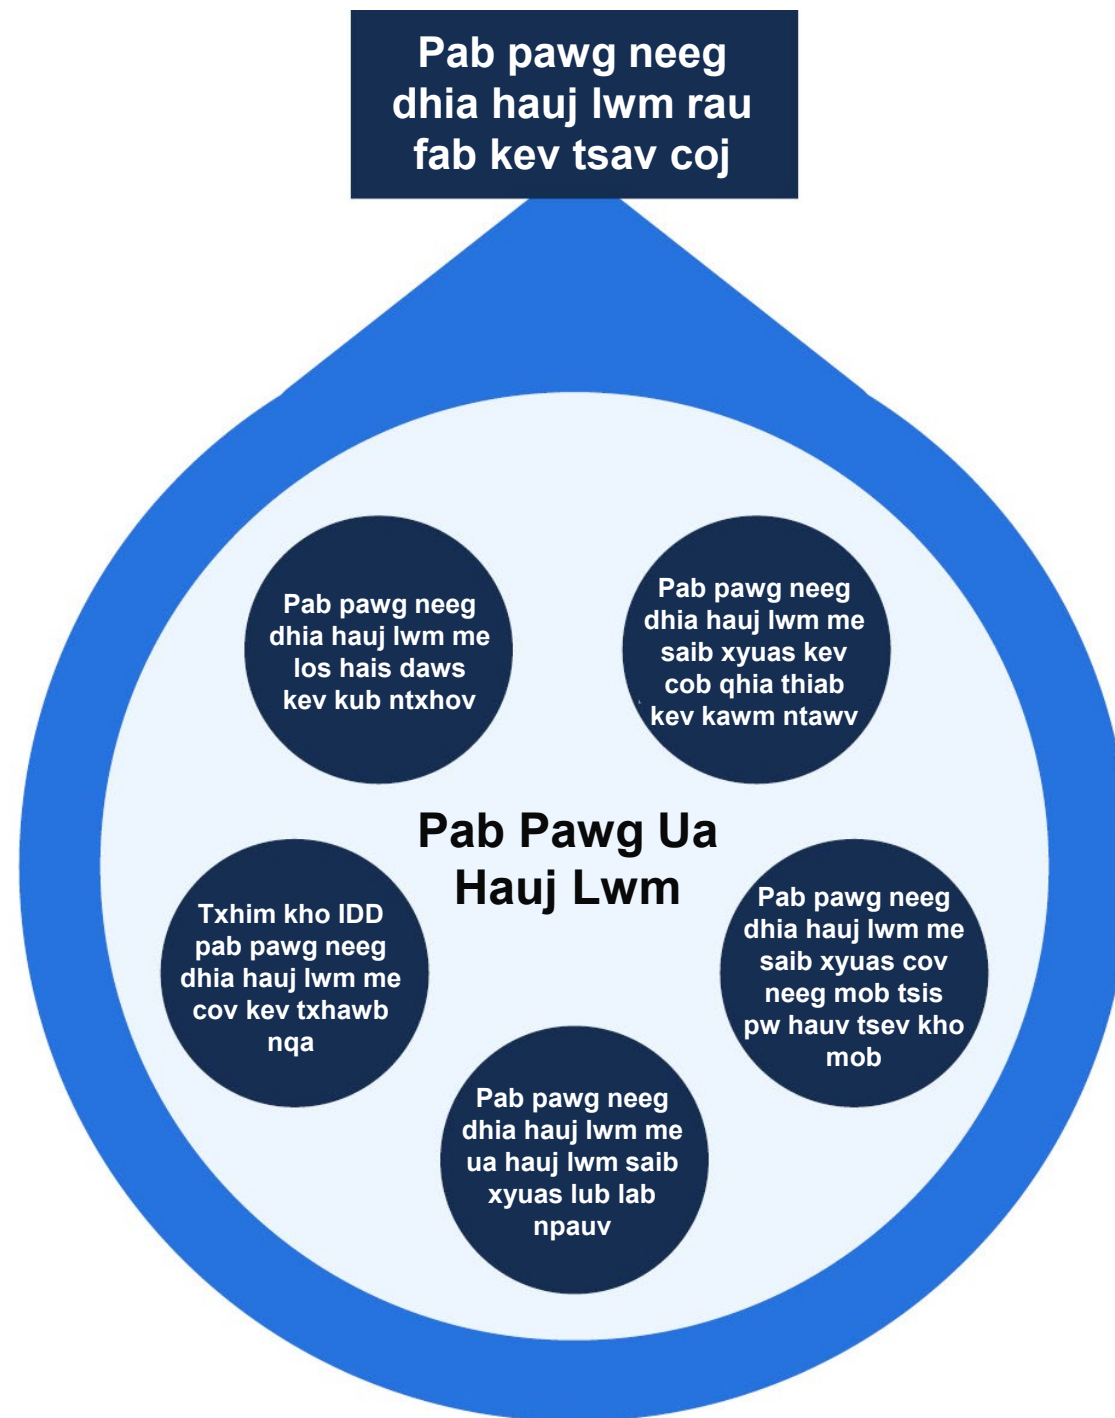 Pab pawg neeg
dhia hauj lwm rau
fab kev tsav coj
Pab pawg neeg
dhia hauj lwm me
los hais daws
kev kub ntxhov
Pab pawg neeg
dhia hauj lwm me
saib xyuas kev
cob qhia thiab
kev kawm ntawv
Pab Pawg Ua
Hauj Lwm
Txhim kho IDD
pab pawg neeg
dhia hauj lwm me
cov kev txhawb
nqa
Pab pawg neeg
dhia hauj lwm me
saib xyuas cov
neeg mob tsis
pw hauv tsev kho
mob
Pab pawg neeg
dhia hauj lwm me
ua hauj lwm saib
xyuas lub lab
npauv